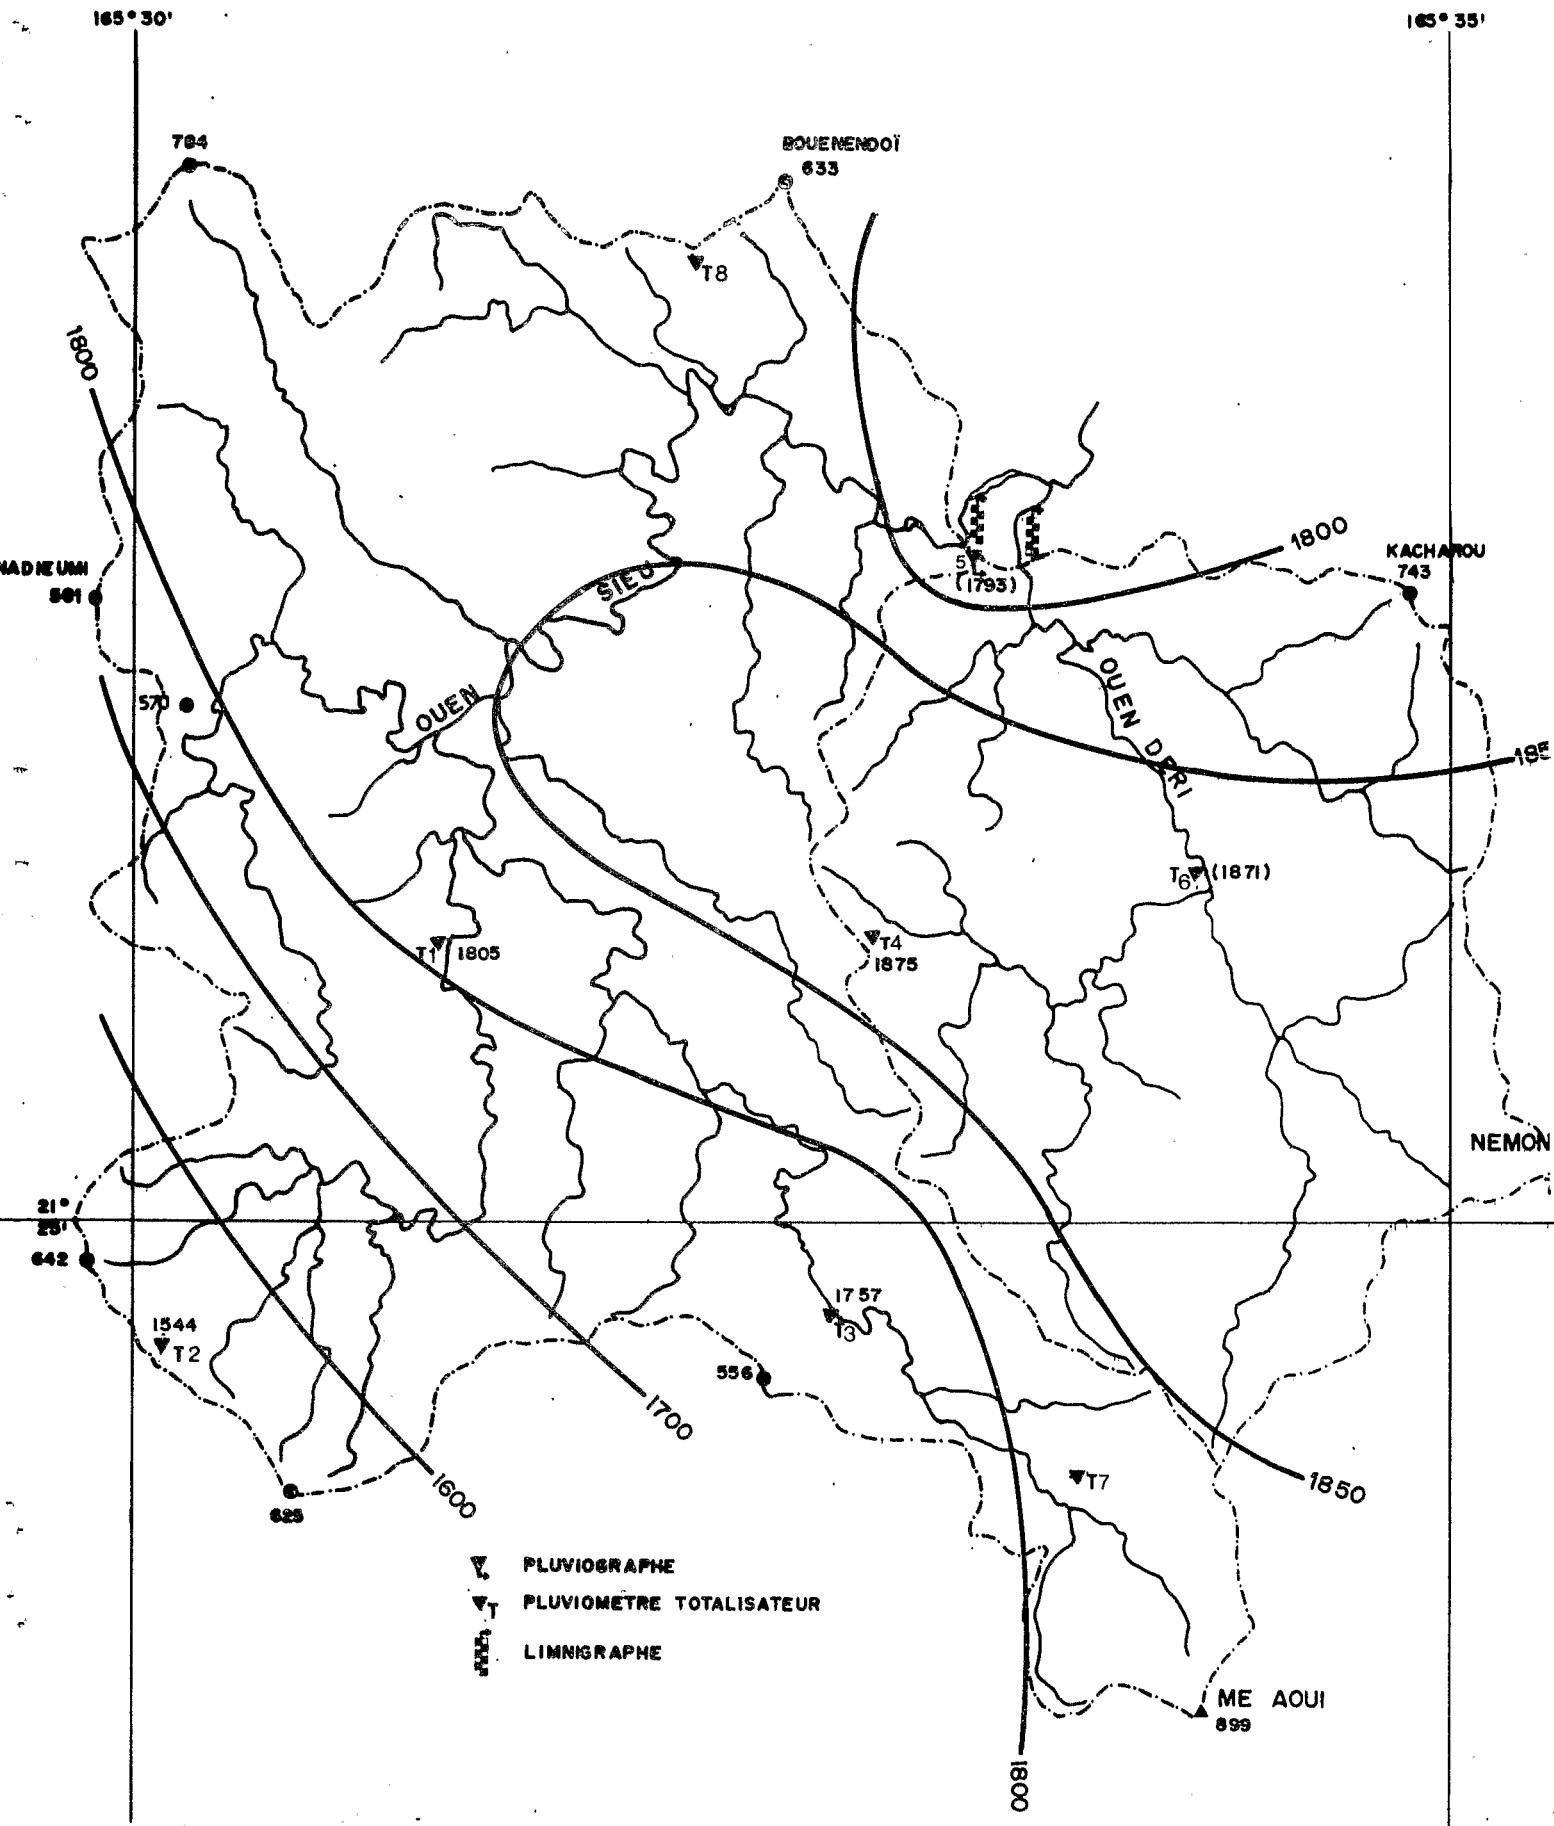 165° 30'
165° 35'
784
BOUENENDOÏ
633
T8
1800
1800
KACHAROU
743
5
(1793)
SIEU
561
570
OUEN
OUEN DERI
185
T6 (1871)
T4
1875
T1 1805
NEMON
21°
25'
642
1757
T3
1544
T2
556
1700
1600
1850
T7
625
PLUVIOGRAPHE
T PLUVIOMETRE TOTALISATEUR
LIMNIGRAPHE
ME AOUI
899
1800